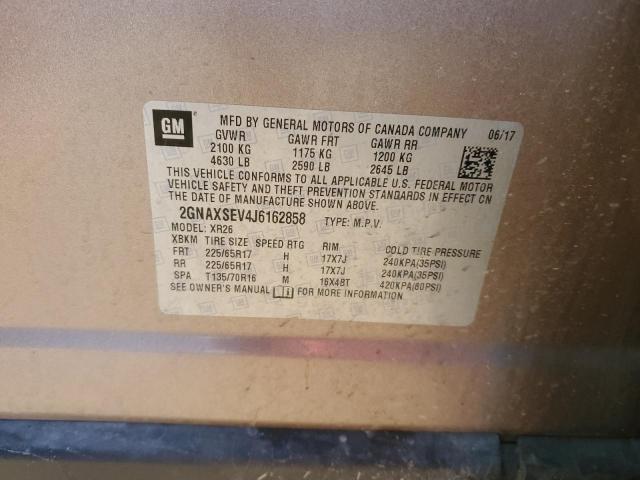 GM
MFD BY GENERAL MOTORS OF CANADA COMPANY 06/17
GVWR GAWR FRT GAWR RR
2100 KG 1175 KG 1200 KG
4630 LB 2590 LB 2645 LB
THIS VEHICLE CONFORMS TO ALL APPLICABLE U.S. FEDERAL MOTOR
VEHICLE SAFETY AND THEFT PREVENTION STANDARDS IN EFFECT ON
THE DATE OF MANUFACTURE SHOWN ABOVE.
2GNAXSEV4J6162858 TYPE: M.P.V.
MODEL: XR26
XBKM TIRE SIZE SPEED RTG RIM COLD TIRE PRESSURE
FRT 225/65R17 H 17X7J 240KPA(35PSI)
RR 225/65R17 H 17X7J 240KPA(35PSI)
SPA T135/70R16 M 16X4BT 420KPA(60PSI)
SEE OWNER'S MANUAL FOR MORE INFORMATION